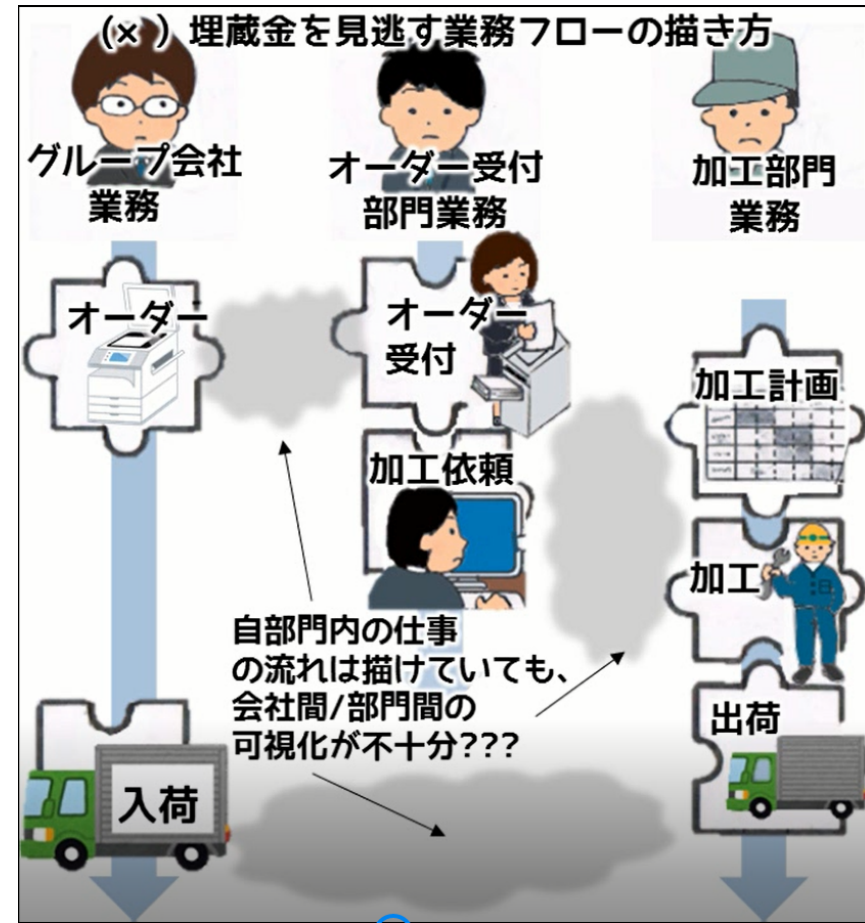 (× ) 埋蔵金を見逃す業務フローの描き方
グループ会社
業務
オーダー受付
部門業務
加工部門
業務
オーダー
オーダー
受付
加工計画
加工依頼
加工
自部門内の仕事
の流れは描けていても、
会社間/部門間の
可視化が不十分???
出荷
入荷